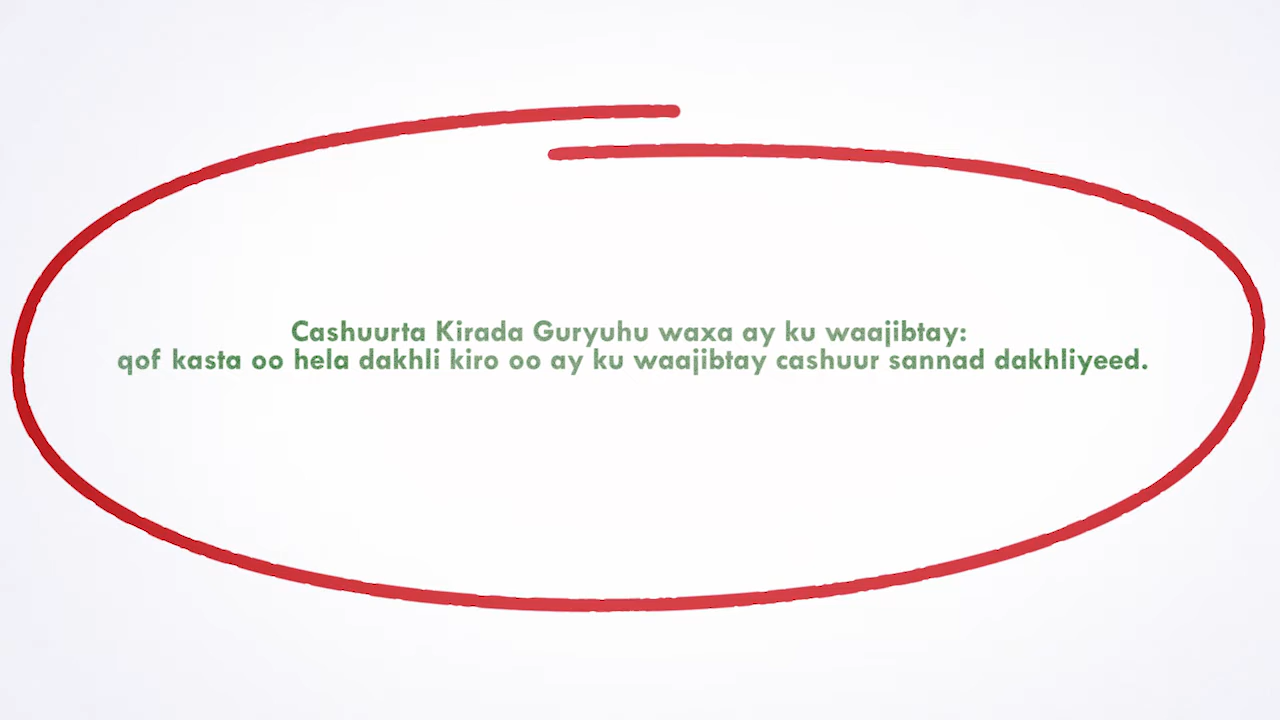 Cashuurta Kirada Guryuhu waxa ay ku waajibtay:
qof kasta oo hela dakhli kiro oo ay ku waajibtay cashuur sannad dakhliyeed.